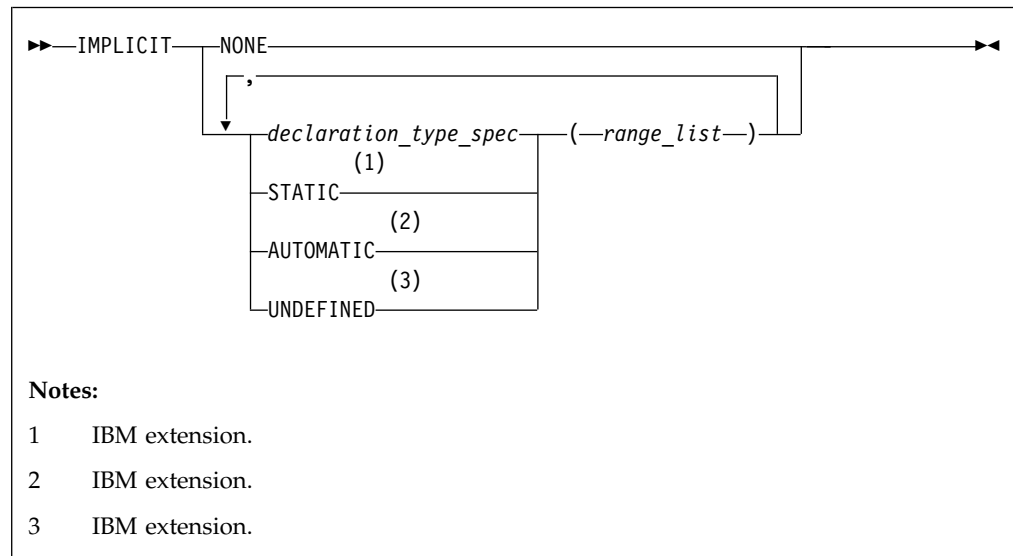 IMPLICIT NONE
,
declaration_type_spec ( range_list )
(1)
STATIC
(2)
AUTOMATIC
(3)
UNDEFINED
Notes:
1 IBM extension.
2 IBM extension.
3 IBM extension.